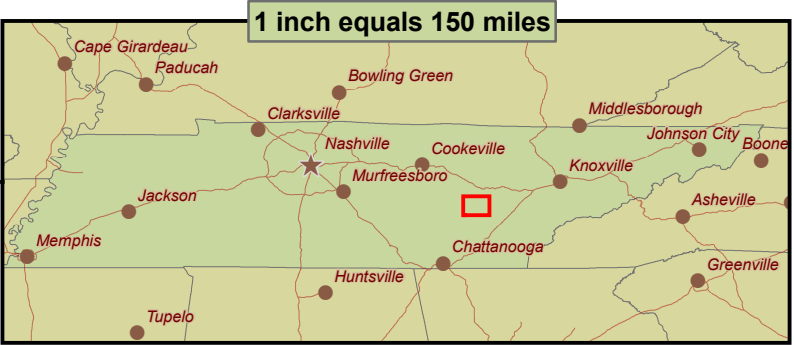 1 inch equals 150 miles
Cape Girardeau
Paducah
Bowling Green
Clarksville
Middlesborough
Johnson City
Boone
Nashville
Cookeville
Knoxville
Murfreesboro
Jackson
Asheville
Memphis
Chattanooga
Greenville
Huntsville
Tupelo